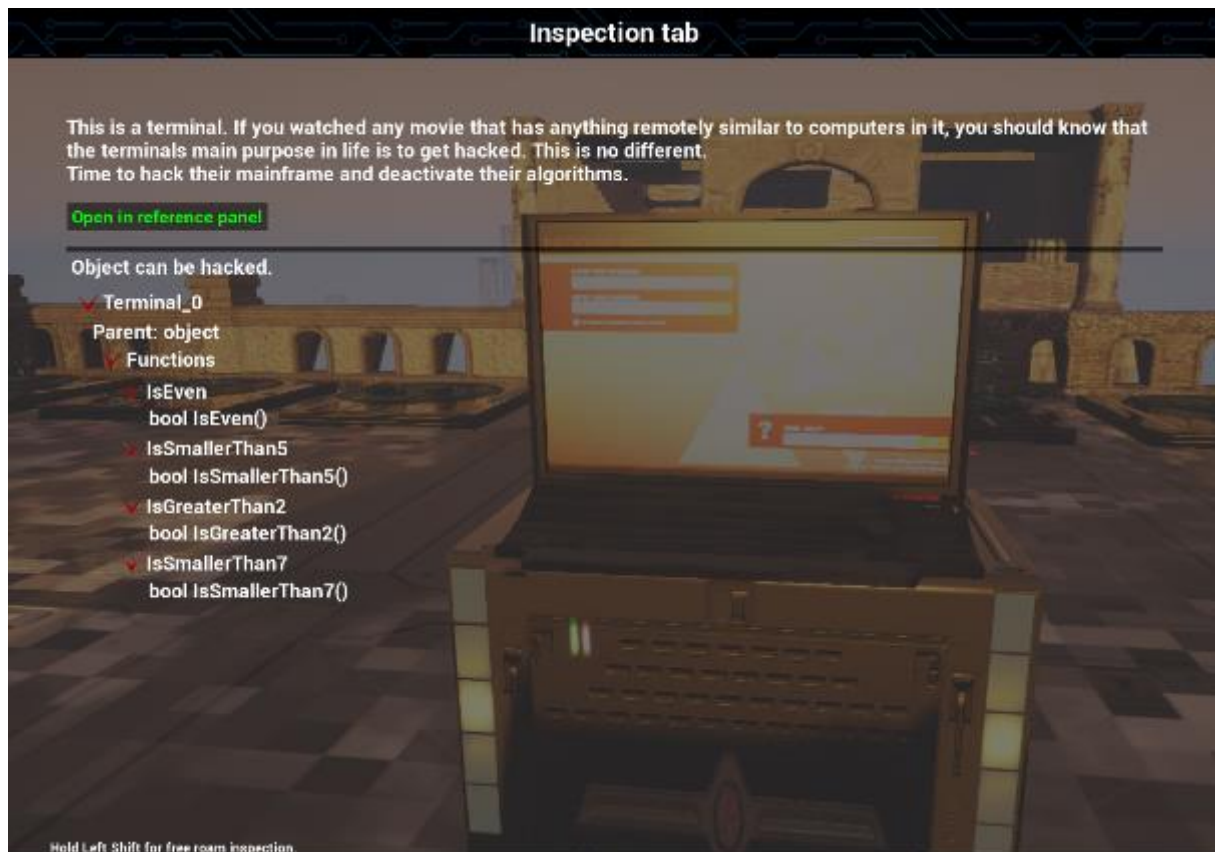 Inspection tab
This is a terminal. If you watched any movie that has anything remotely similar to computers in it, you should know that
the terminals main purpose in life is to get hacked. This is no different.
Time to hack their mainframe and deactivate their algorithms.
Open in reference panel
Object can be hacked.
Terminal_0
Parent: object
Functions
IsEven
bool IsEven()
IsSmallerThan5
bool IsSmallerThan5()
IsGreaterThan2
bool IsGreaterThan2()
IsSmallerThan7
bool IsSmallerThan7()
?
Hold Left Shift for free roam inspection.